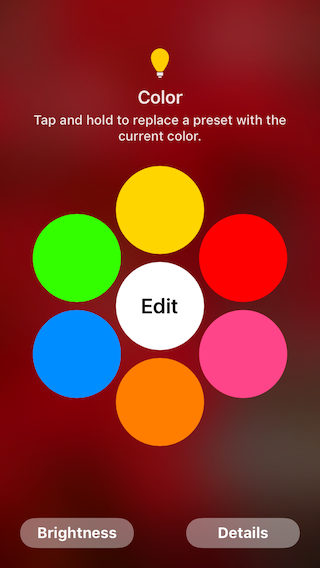 Color
Tap and hold to replace a preset with the
current color.
Edit
Brightness
Details